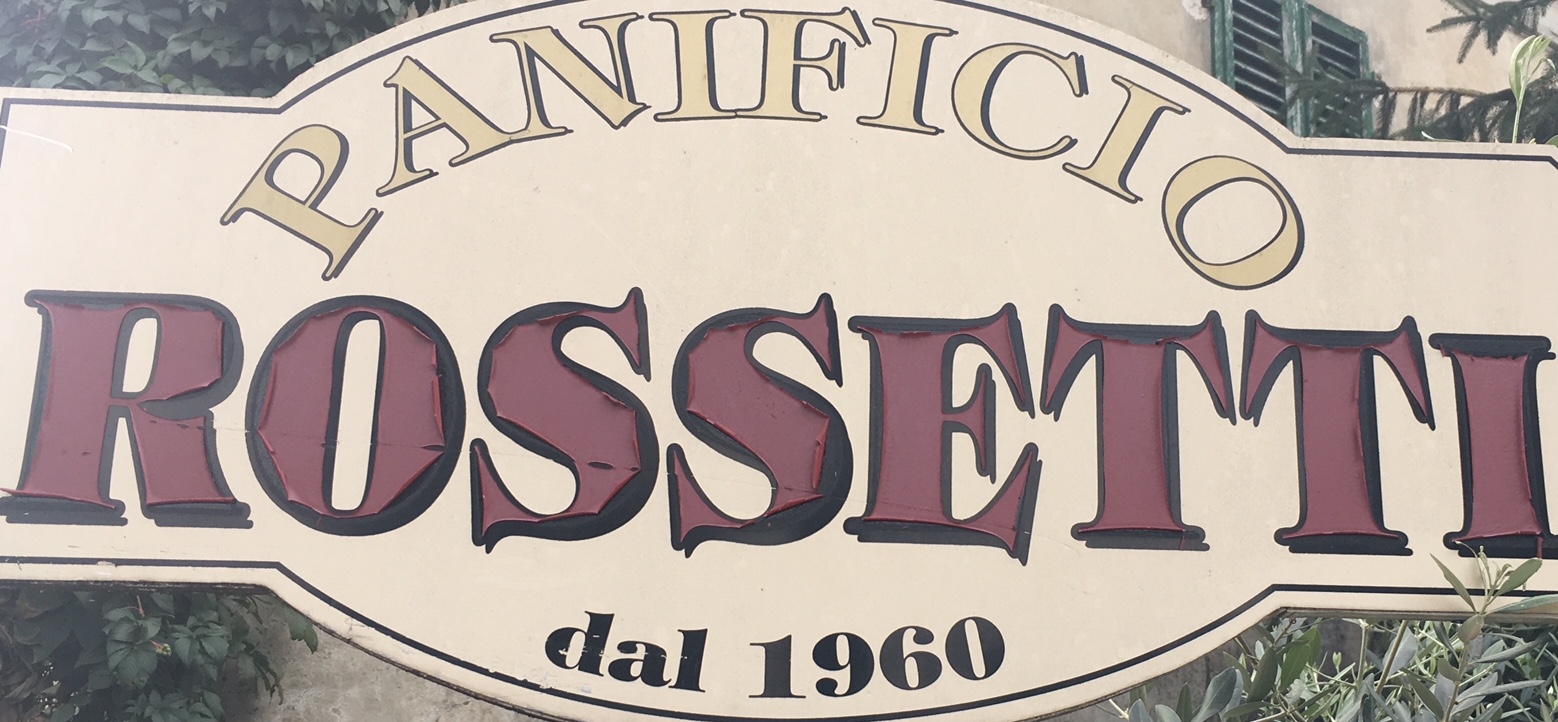 PANIFICIO
ROSSETTI
dal 1960